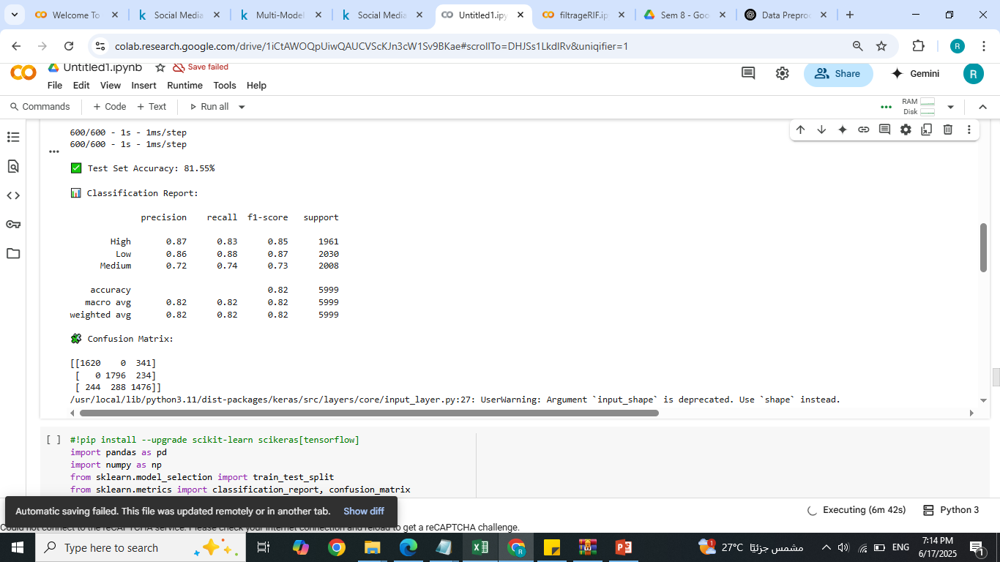 Welcome To
Social Media
Multi-Model
Social Media
Untitled1.ipy
filtrageRIF.ip
Sem 8 - Goo
Data Preproc
colab.research.google.com/drive/1iCtAWOQpUiwQAUCVScKJn3cW1Sv9BKae#scrollTo=DHJSs1LkdlRv&uniqifier=1
R
Untitled1.ipynb
Save failed
File Edit View Insert Runtime Tools Help
Share
Gemini
R
Commands + Code + Text Run all
RAM
Disk
600/600 - 1s - 1ms/step
600/600 - 1s - 1ms/step
✅ Test Set Accuracy: 81.55%
📊 Classification Report:
precision recall f1-score support
High 0.87 0.83 0.85 1961
Low 0.86 0.88 0.87 2030
Medium 0.72 0.74 0.73 2008
accuracy 0.82 5999
macro avg 0.82 0.82 0.82 5999
weighted avg 0.82 0.82 0.82 5999
🧩 Confusion Matrix:
[[1620 0 341]
[ 0 1796 234]
[ 244 288 1476]]
/usr/local/lib/python3.11/dist-packages/keras/src/layers/core/input_layer.py:27: UserWarning: Argument `input_shape` is deprecated. Use `shape` instead.
[ ] #!pip install --upgrade scikit-learn scikeras[tensorflow]
import pandas as pd
import numpy as np
from sklearn.model_selection import train_test_split
from sklearn.metrics import classification_report, confusion_matrix
Automatic saving failed. This file was updated remotely or in another tab. Show diff
Executing (6m 42s) Python 3
Could not connect to the reCAPTCHA service. Please check your internet connection and reload to get a reCAPTCHA challenge.
Type here to search
27°C مشمس جزئيًا
ENG
7:14 PM
6/17/2025
1